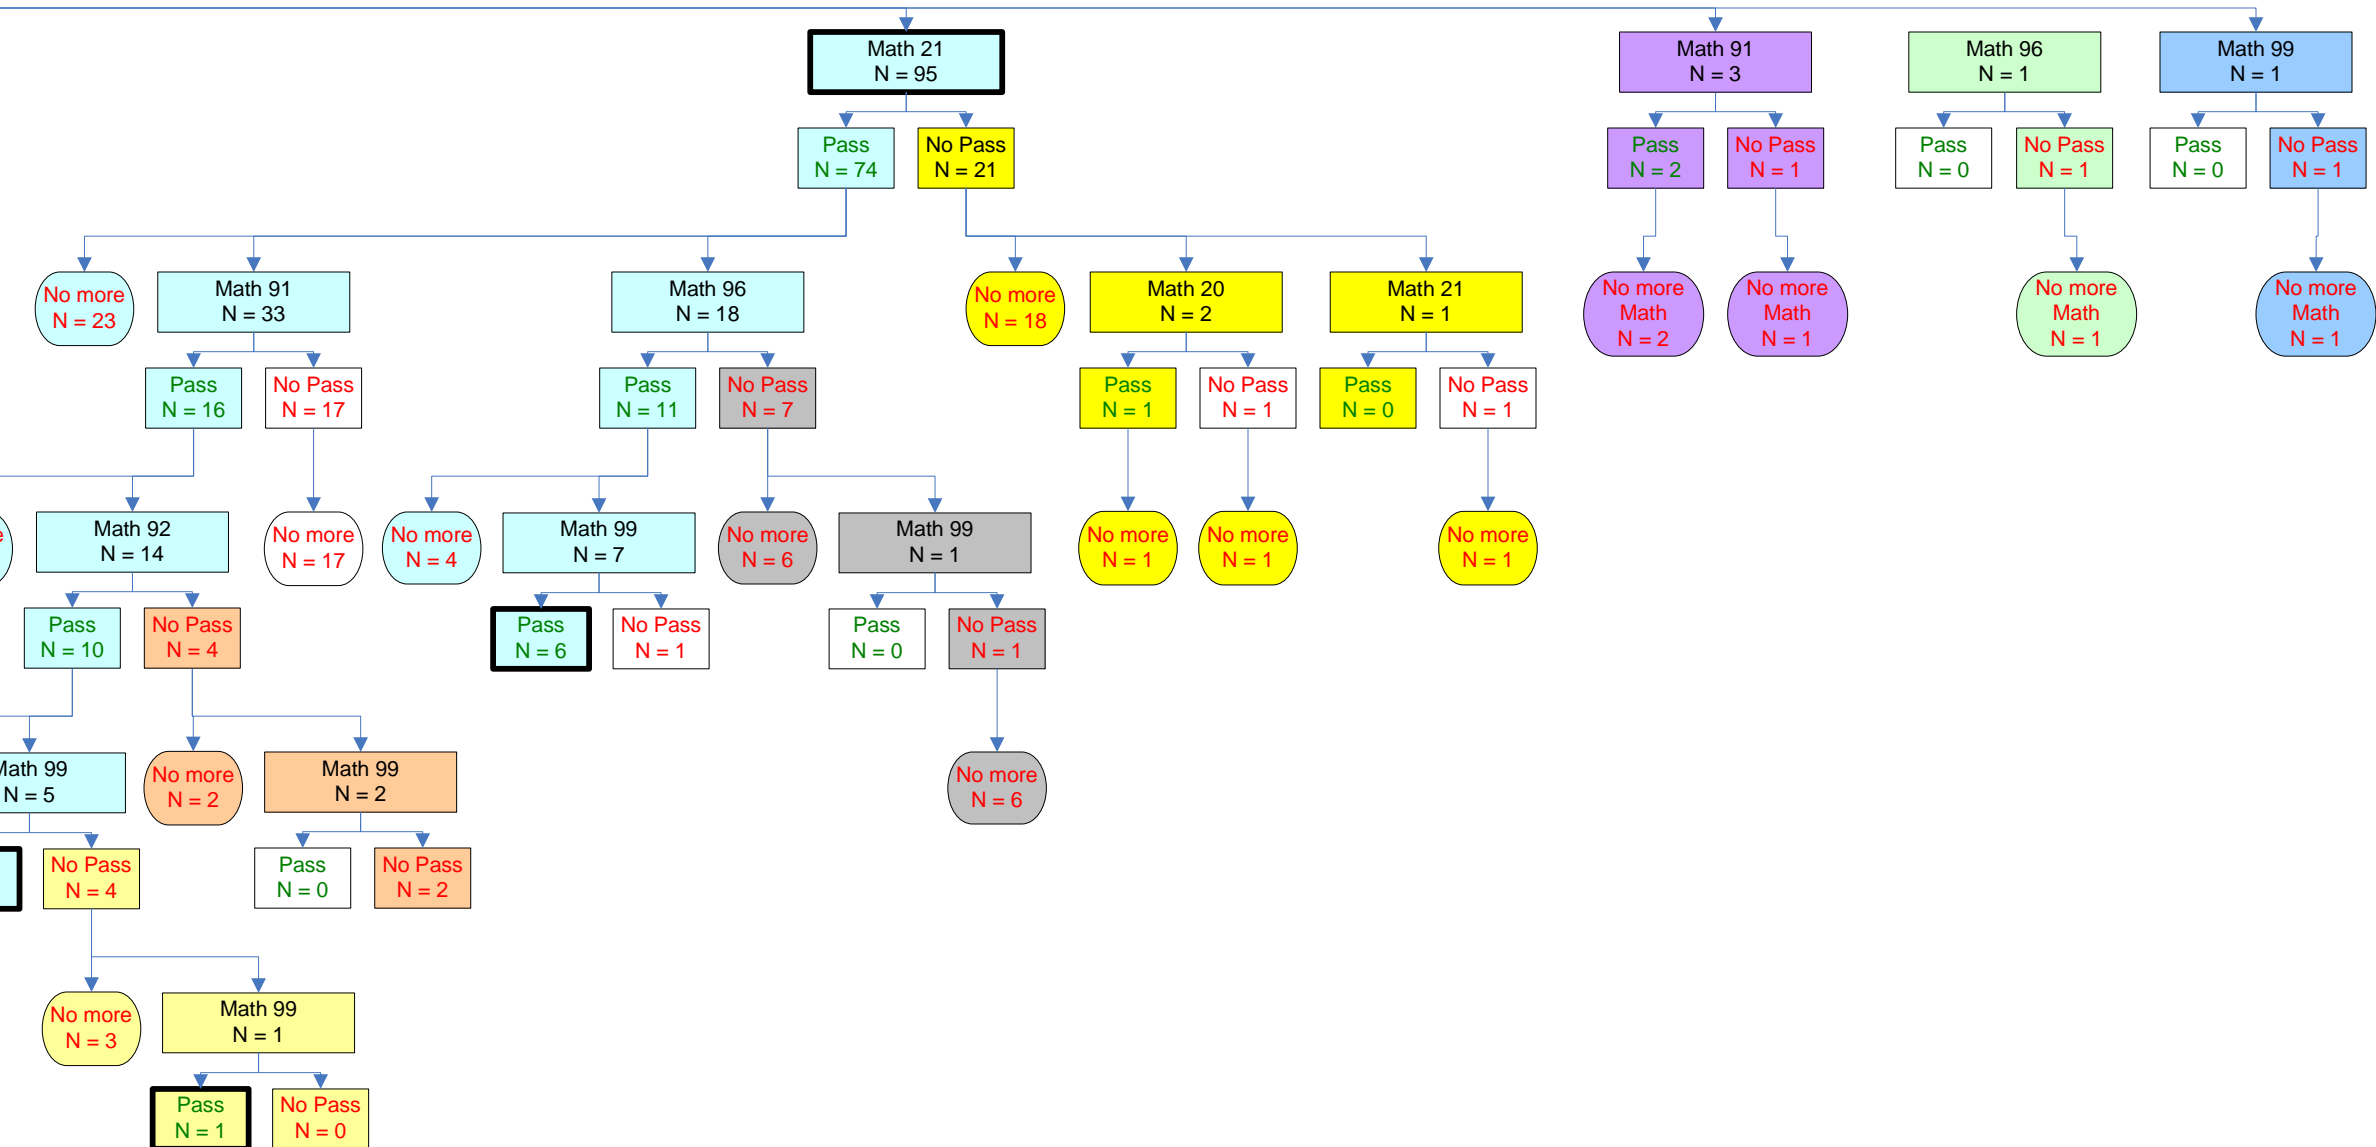 Math 21
N = 95
Math 91
N = 3
Math 96
N = 1
Math 99
N = 1
Pass
N = 74
No Pass
N = 21
Pass
N = 2
No Pass
N = 1
Pass
N = 0
No Pass
N = 1
Pass
N = 0
No Pass
N = 1
No more
N = 23
Math 91
N = 33
Math 96
N = 18
No more
N = 18
Math 20
N = 2
Math 21
N = 1
No more
Math
N = 2
No more
Math
N = 1
No more
Math
N = 1
No more
Math
N = 1
Pass
N = 16
No Pass
N = 17
Pass
N = 11
No Pass
N = 7
Pass
N = 1
No Pass
N = 1
Pass
N = 0
No Pass
N = 1
Math 92
N = 14
No more
N = 17
No more
N = 4
Math 99
N = 7
No more
N = 6
Math 99
N = 1
No more
N = 1
No more
N = 1
No more
N = 1
Pass
N = 10
No Pass
N = 4
Pass
N = 6
No Pass
N = 1
Pass
N = 0
No Pass
N = 1
Math 99
N = 5
No more
N = 2
Math 99
N = 2
No more
N = 6
No Pass
N = 4
Pass
N = 0
No Pass
N = 2
No more
N = 3
Math 99
N = 1
Pass
N = 1
No Pass
N = 0